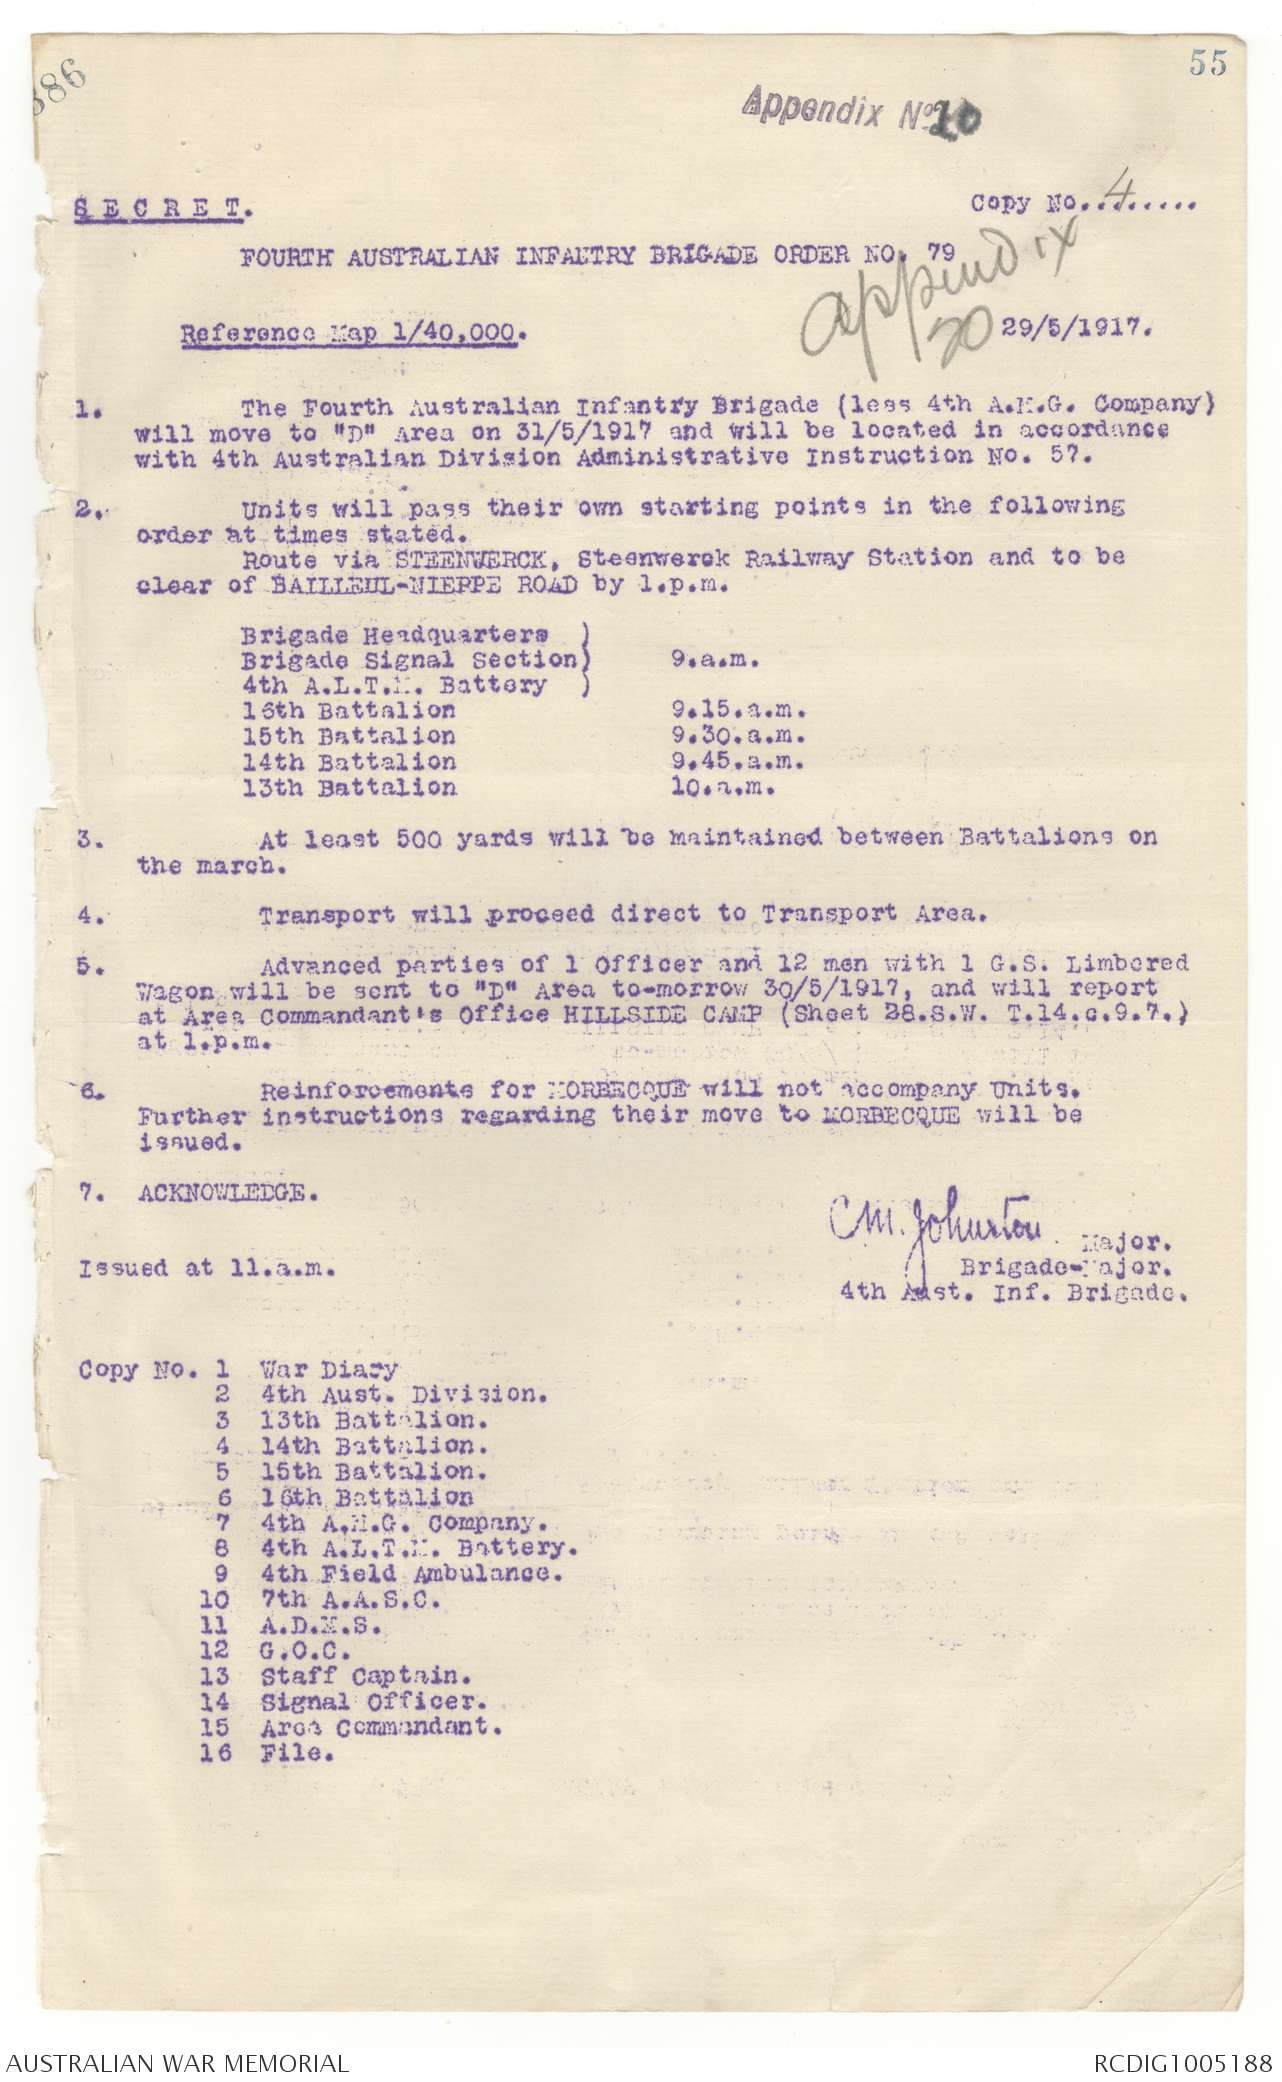 386
55
Appendix No 20
SECRET.
Copy No. 4
FOURTH AUSTRALIAN INFANTRY BRIGADE ORDER NO. 79
Appendix
20
Reference Map 1/40,000.
29/5/1917.
1. The Fourth Australian Infantry Brigade (less 4th A.M.G. Company)
will move to "D" Area on 31/5/1917 and will be located in accordance
with 4th Australian Division Administrative Instruction No. 57.
2. Units will pass their own starting points in the following
order at times stated.
Route via STEENWERCK, Steenwerck Railway Station and to be
clear of BAILLEUL-NIEPPE ROAD by 1.p.m.
Brigade Headquarters )
Brigade Signal Section) 9.a.m.
4th A.L.T.M. Battery )
16th Battalion 9.15.a.m.
15th Battalion 9.30.a.m.
14th Battalion 9.45.a.m.
13th Battalion 10.a.m.
3. At least 500 yards will be maintained between Battalions on
the march.
4. Transport will proceed direct to Transport Area.
5. Advanced parties of 1 Officer and 12 men with 1 G.S. Limbered
Wagon will be sent to "D" Area to-morrow 30/5/1917, and will report
at Area Commandant's Office HILLSIDE CAMP (Sheet 28.S.W. T.14.c.9.7.)
at 1.p.m.
6. Reinforcements for MORBECQUE will not accompany Units.
Further instructions regarding their move to MORBECQUE will be
issued.
7. ACKNOWLEDGE.
CM. Johnston
Major.
Issued at 11.a.m.
Brigade-Major.
4th Aust. Inf. Brigade.
Copy No. 1 War Diary
2 4th Aust. Division.
3 13th Battalion.
4 14th Battalion.
5 15th Battalion.
6 16th Battalion
7 4th A.M.G. Company.
8 4th A.L.T.M. Battery.
9 4th Field Ambulance.
10 7th A.A.S.C.
11 A.D.M.S.
12 G.O.C.
13 Staff Captain.
14 Signal Officer.
15 Area Commandant.
16 File.
AUSTRALIAN WAR MEMORIAL
RCDIG1005188